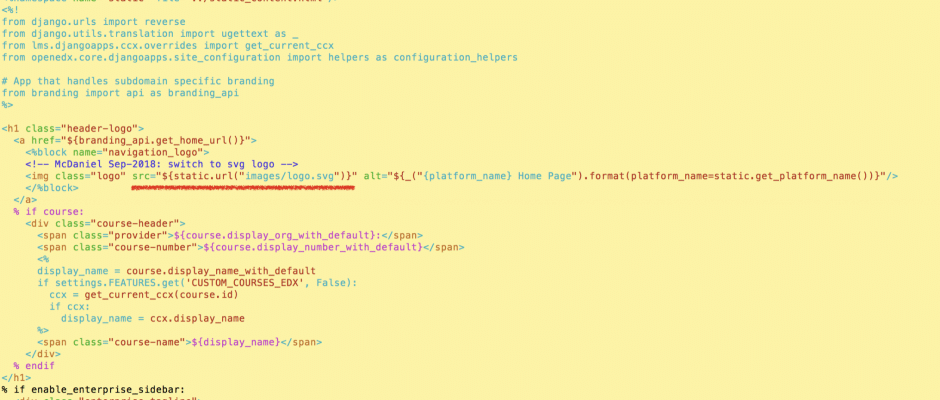 <%!
from django.urls import reverse
from django.utils.translation import ugettext as _
from lms.djangoapps.ccx.overrides import get_current_ccx
from openedx.core.djangoapps.site_configuration import helpers as configuration_helpers

# App that handles subdomain specific branding
from branding import api as branding_api
%>

<h1 class="header-logo">
  <a href="${branding_api.get_home_url()}">
    <%block name="navigation_logo">
    <!-- McDaniel Sep-2018: switch to svg logo -->
    <img class="logo" src="${static.url("images/logo.svg")}" alt="${_("{platform_name} Home Page").format(platform_name=static.get_platform_name())}"/>
    </%block>
  </a>
  % if course:
    <div class="course-header">
      <span class="provider">${course.display_org_with_default}:</span>
      <span class="course-number">${course.display_number_with_default}</span>
      <%
      display_name = course.display_name_with_default
      if settings.FEATURES.get('CUSTOM_COURSES_EDX', False):
        ccx = get_current_ccx(course.id)
        if ccx:
          display_name = ccx.display_name
      %>
      <span class="course-name">${display_name}</span>
    </div>
  % endif
</h1>
% if enable_enterprise_sidebar: